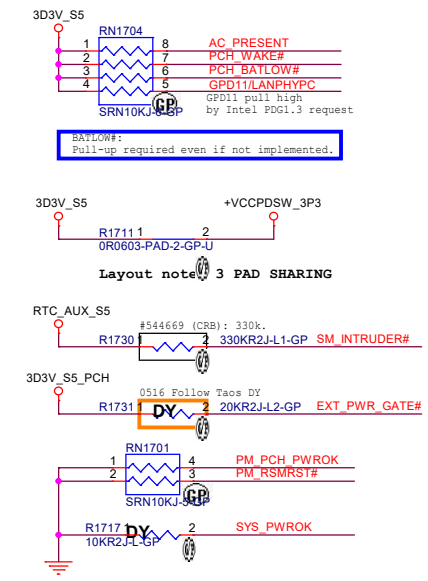 3D3V_S5
RN1704
1 8 AC_PRESENT
2 7 PCH_WAKE#
3 6 PCH_BATLOW#
4 5 GPD11/LANPHYPC
SRN10KJ-6-GP GP GPD11 pull high
by Intel PDG1.3 request
BATLOW#:
Pull-up required even if not implemented.
3D3V_S5 +VCCPDSW_3P3
R1711 1 2
0R0603-PAD-2-GP-U
Layout note 3 PAD SHARING
RTC_AUX_S5
#544669 (CRB): 330k.
R1730 1 2 330KR2J-L1-GP SM_INTRUDER#
3D3V_S5_PCH
0516 Follow Taos DY
R1731 1 DY 2 20KR2J-L2-GP EXT_PWR_GATE#
RN1701
1 4 PM_PCH_PWROK
2 3 PM_RSMRST#
SRN10KJ-5-GP GP
R1717 1 DY 2 SYS_PWROK
10KR2J-L-GP